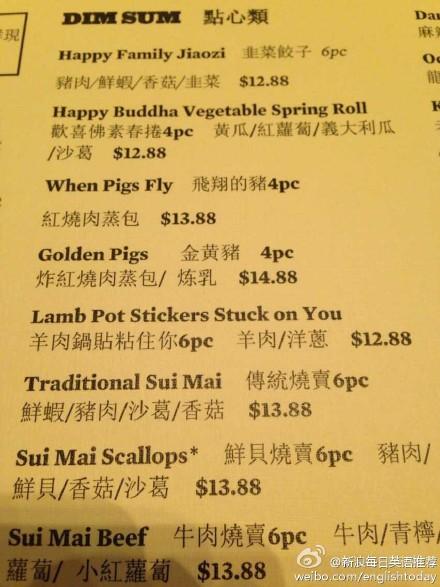 DIM SUM 點心類
Happy Family Jiaozi 韭菜餃子 6pc
豬肉/鮮蝦/香菇/韭菜 $12.88
Happy Buddha Vegetable Spring Roll
歡喜佛素春捲4pc 黃瓜/紅蘿蔔/義大利瓜
/沙葛 $12.88
When Pigs Fly 飛翔的豬4pc
紅燒肉蒸包 $13.88
Golden Pigs 金黄豬 4pc
炸紅燒肉蒸包/ 炼乳 $14.88
Lamb Pot Stickers Stuck on You
羊肉鍋貼粘住你6pc 羊肉/洋蔥 $12.88
Traditional Sui Mai 傳統燒賣6pc
鮮蝦/豬肉/沙葛/香菇 $13.88
Sui Mai Scallops* 鮮貝燒賣6pc 豬肉/
鮮貝/香菇/沙葛 $13.88
Sui Mai Beef 牛肉燒賣6pc 牛肉/青檸/
蘿蔔/ 小紅蘿蔔 $13.88
現
Da
麻
O
龍
K
@新浪每日英语推荐
weibo.com/englishtoday